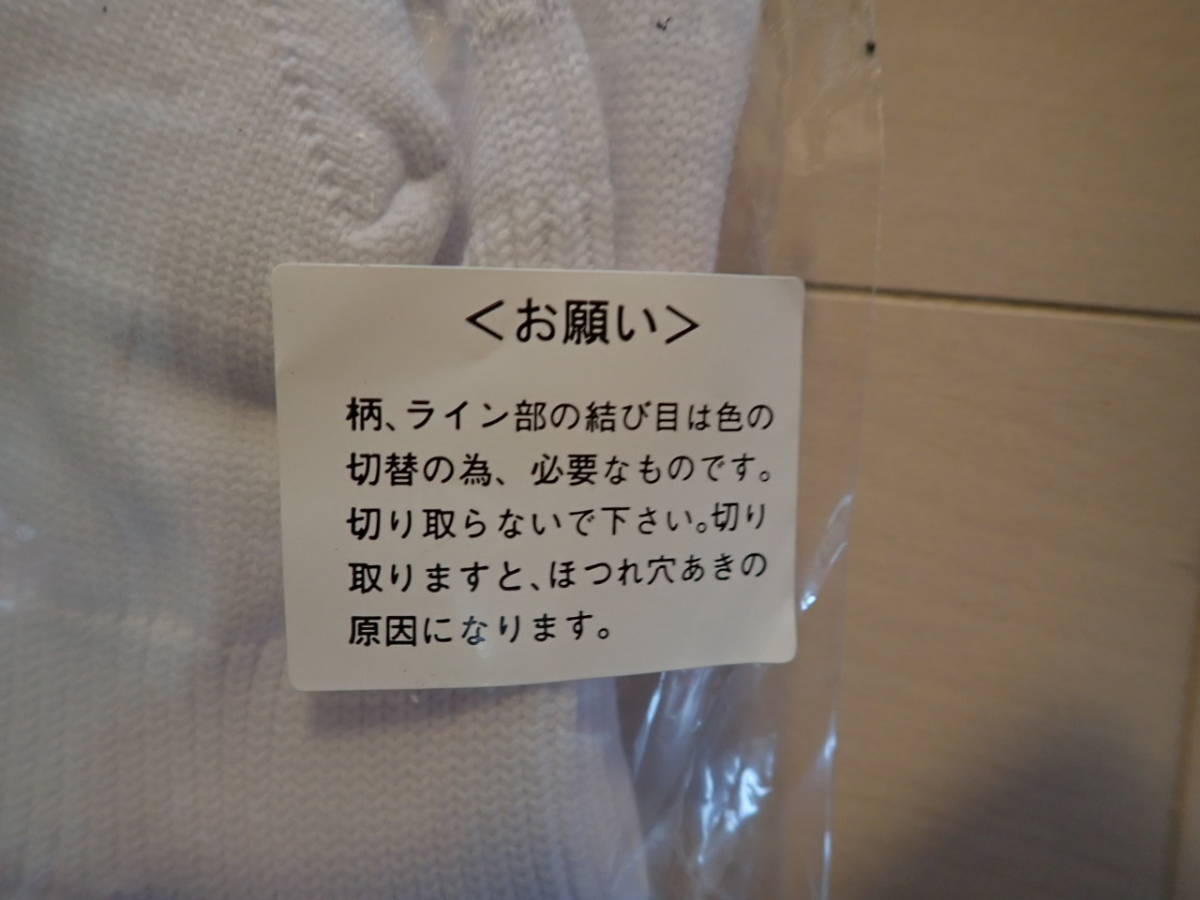 ＜お願い＞
柄、ライン部の結び目は色の
切替の為、必要なものです。
切り取らないで下さい。切り
取りますと、ほつれ穴あきの
原因になります。